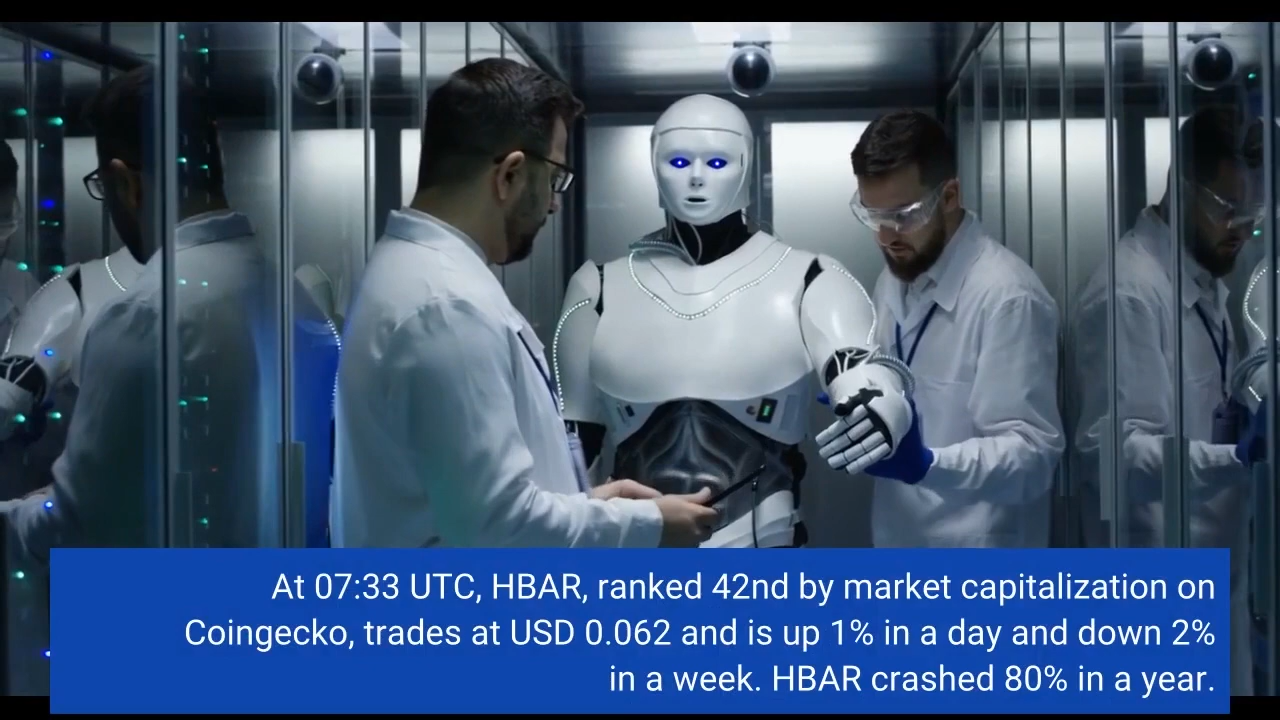 At 07:33 UTC, HBAR, ranked 42nd by market capitalization on
Coingecko, trades at USD 0.062 and is up 1% in a day and down 2%
in a week. HBAR crashed 80% in a year.